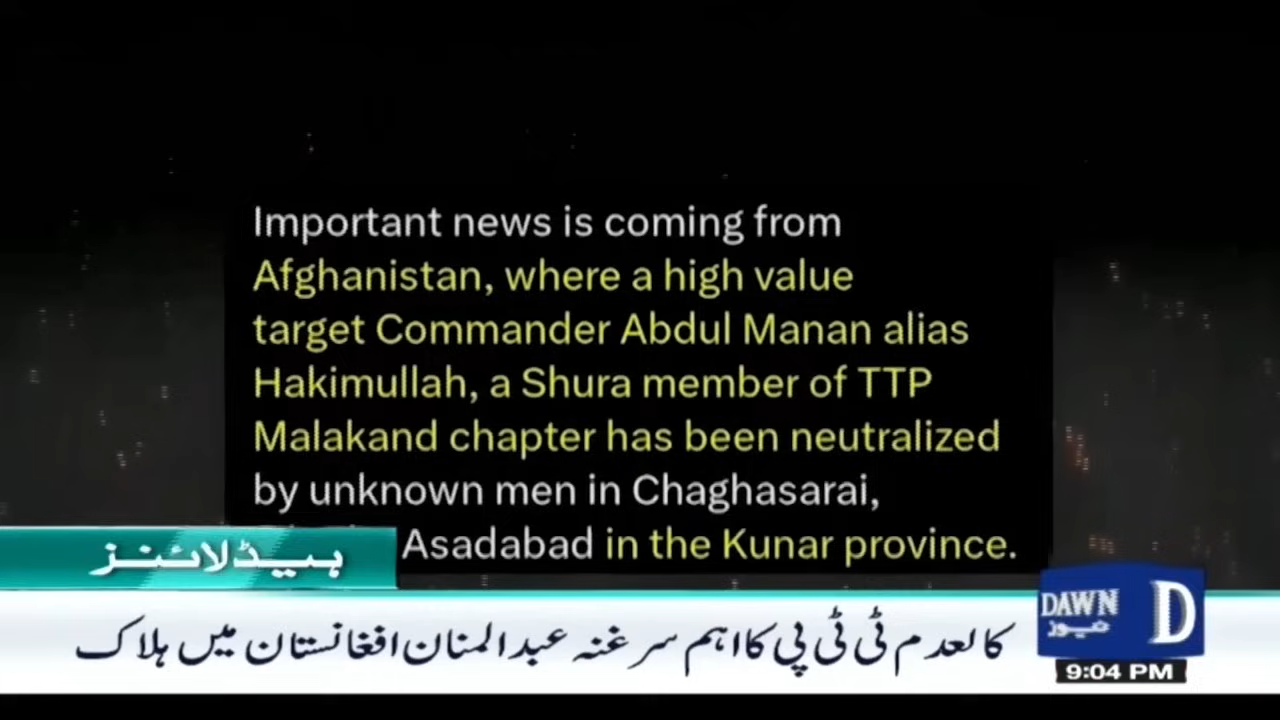 Important news is coming from
Afghanistan, where a high value
target Commander Abdul Manan alias
Hakimullah, a Shura member of TTP
Malakand chapter has been neutralized
by unknown men in Chaghasarai,
Asadabad in the Kunar province.
ہیڈلائنز
DAWN
نیوز
D
کالعدم ٹی ٹی پی کا اہم سرغنہ عبدالمنان افغانستان میں ہلاک
9:04 PM